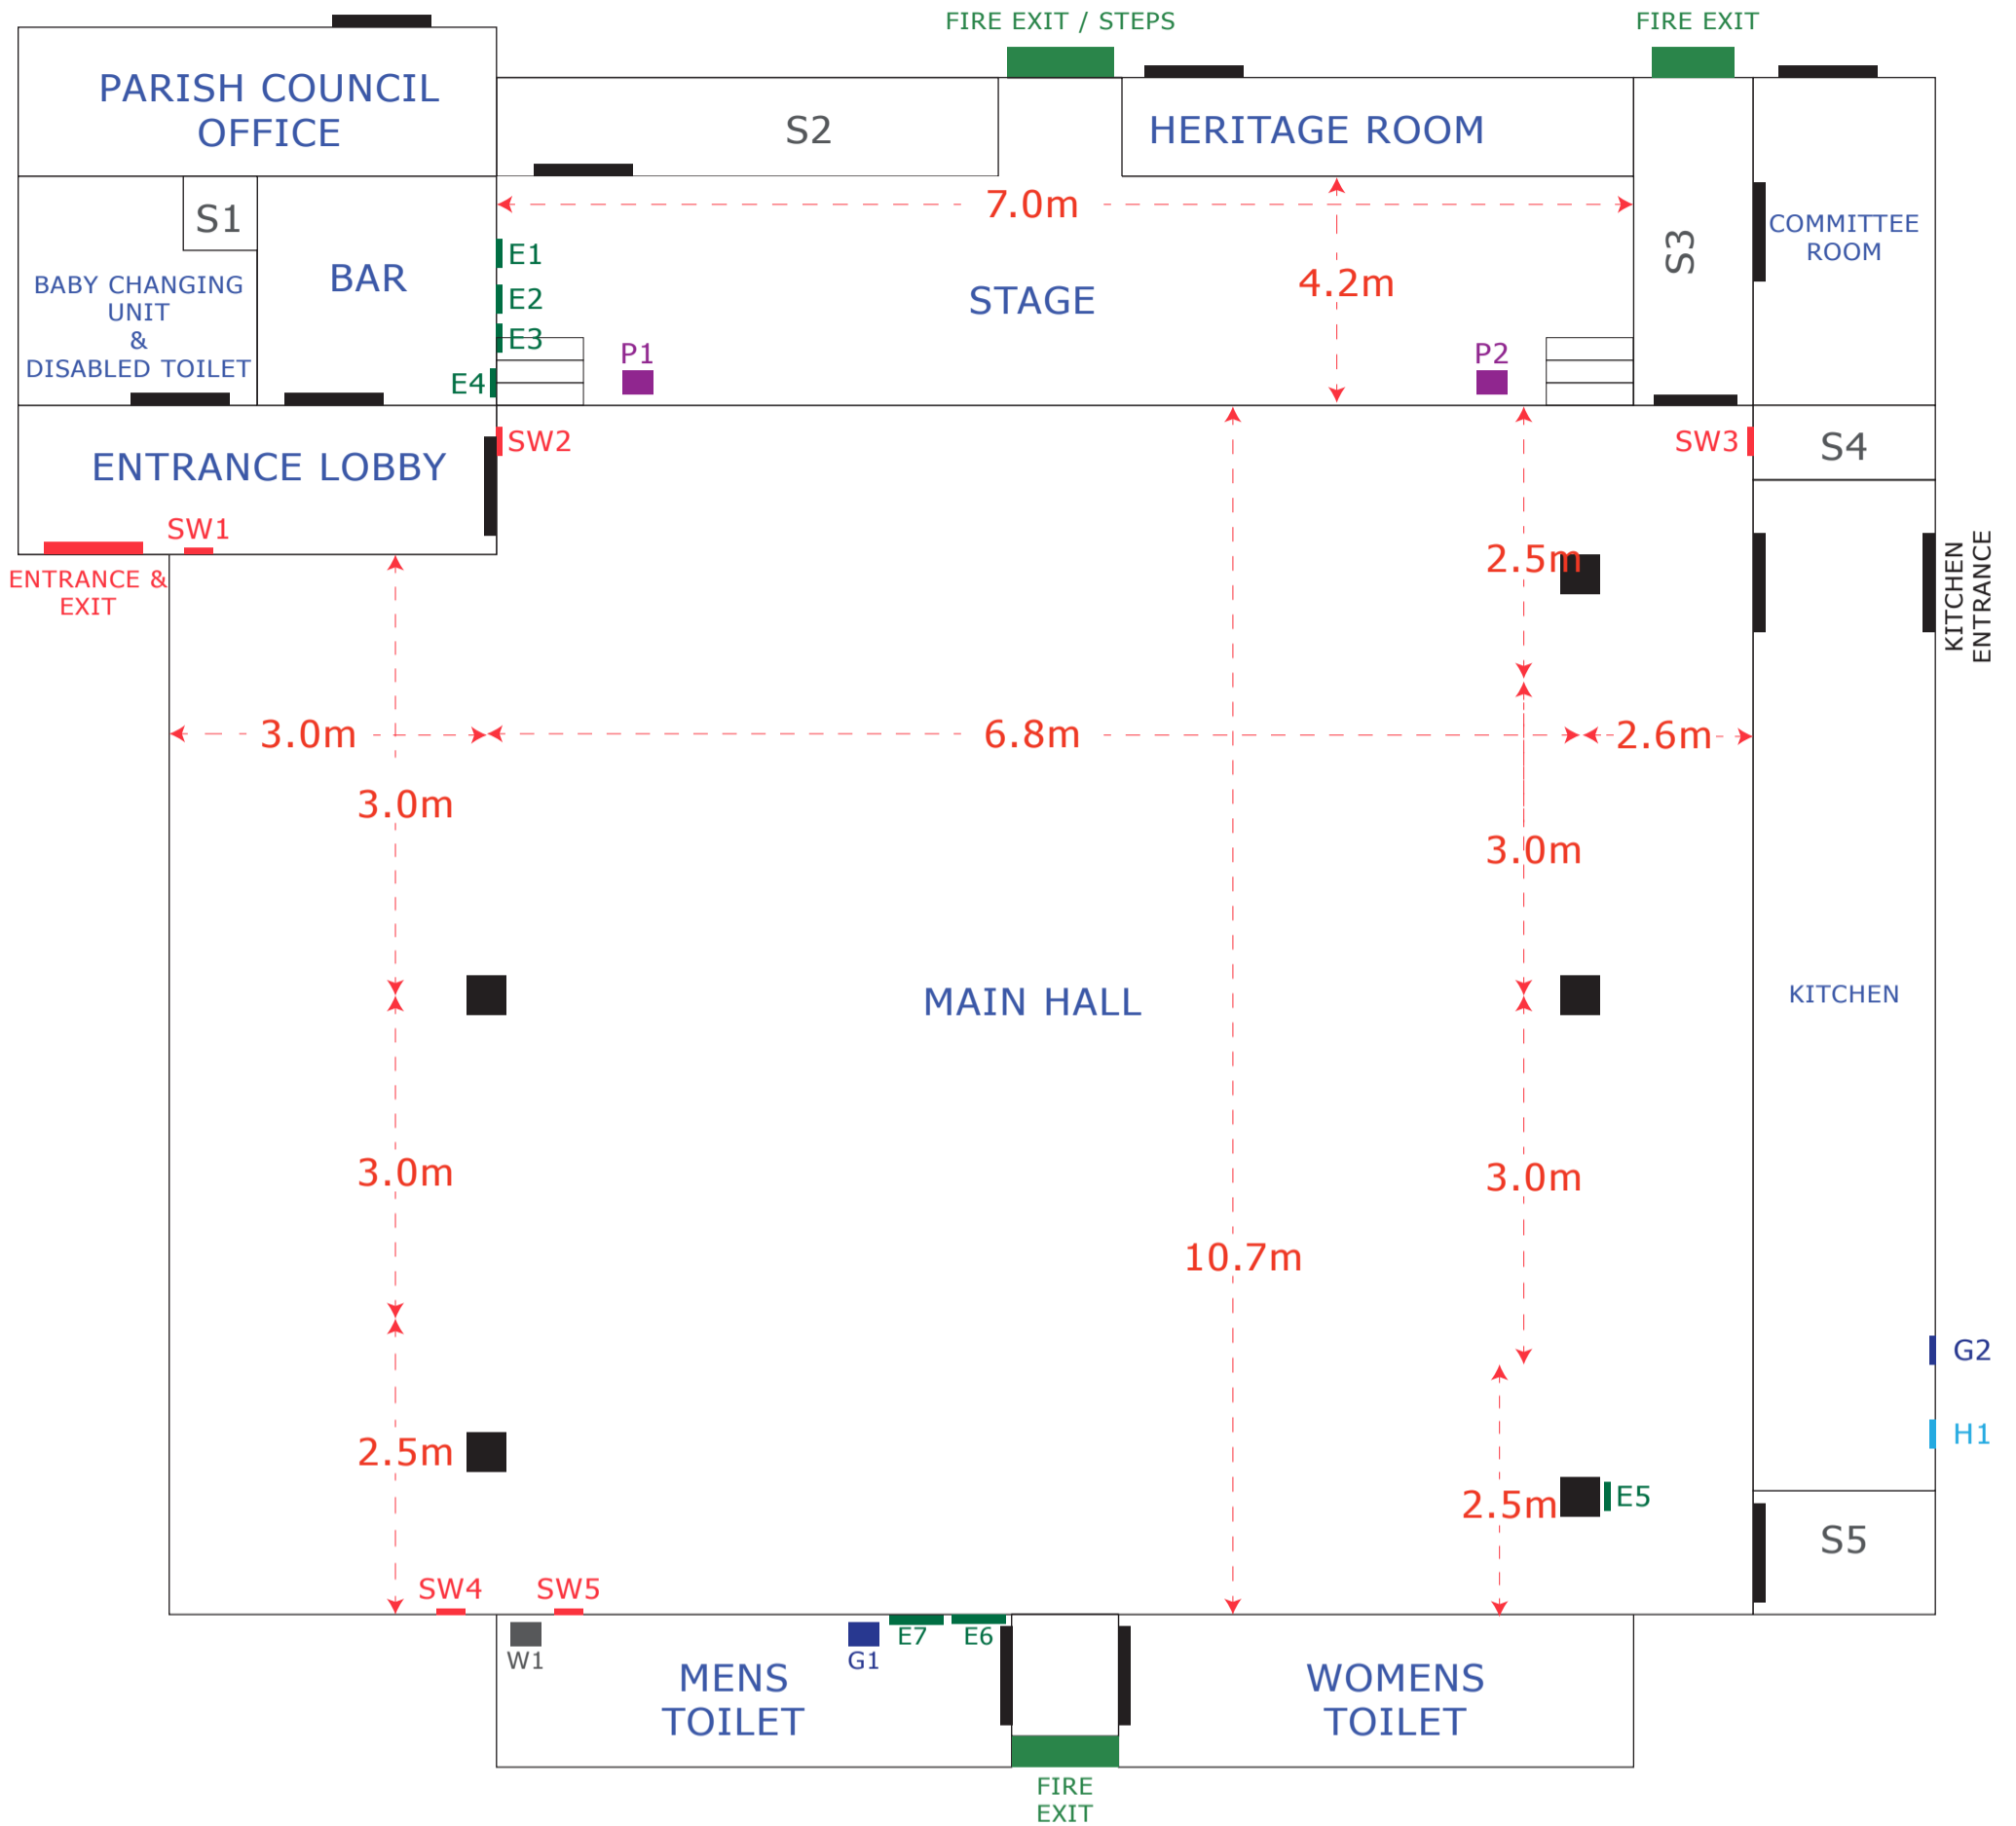 FIRE EXIT / STEPS
FIRE EXIT
PARISH COUNCIL
OFFICE
S2
HERITAGE ROOM
S1
7.0m
COMMITTEE
ROOM
S3
E1
BAR
BABY CHANGING
UNIT
&
DISABLED TOILET
E2
STAGE
4.2m
E3
P1
P2
E4
SW2
SW3
S4
ENTRANCE LOBBY
SW1
ENTRANCE &
EXIT
2.5m
KITCHEN
ENTRANCE
3.0m
6.8m
2.6m
3.0m
3.0m
MAIN HALL
KITCHEN
3.0m
3.0m
10.7m
G2
H1
2.5m
2.5m
E5
S5
SW4
SW5
W1
G1
E7
E6
MENS
TOILET
WOMENS
TOILET
FIRE
EXIT